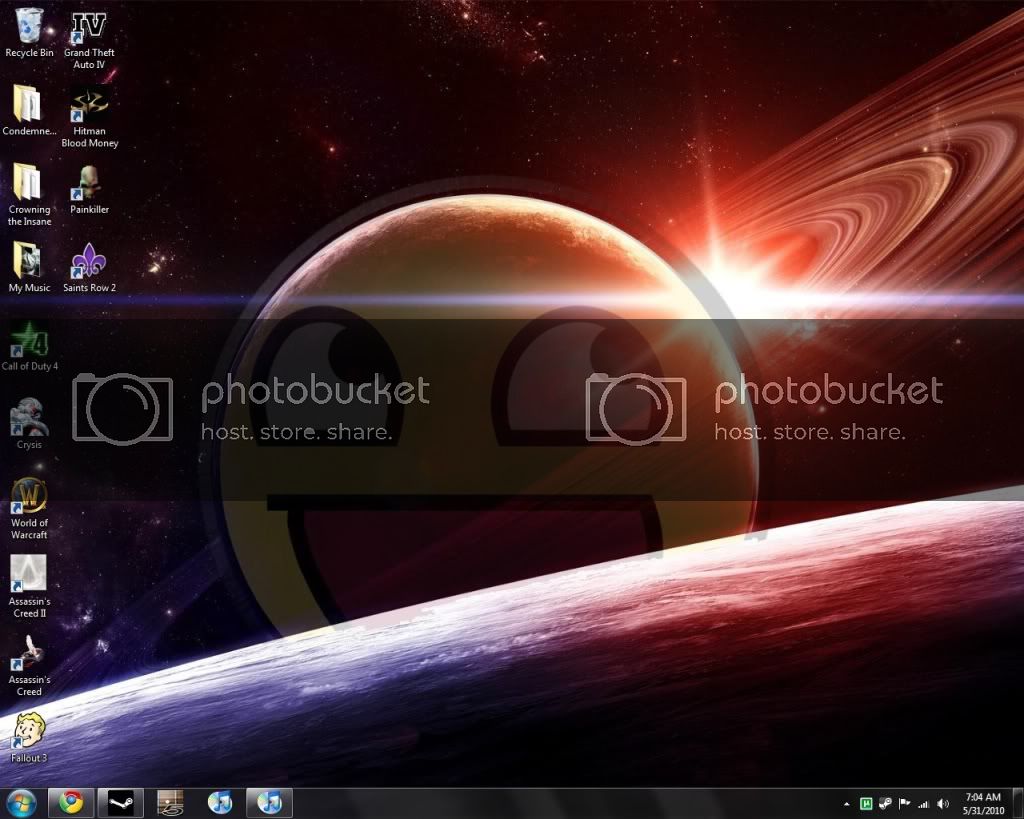 Recycle Bin
IV
Grand Theft
Auto IV
Condemne...
Hitman
Blood Money
Crowning
the Insane
Painkiller
My Music
Saints Row 2
4
Call of Duty 4
photobucket
host. store. share.
photobucket
host. store. share.
Crysis
W
World of
Warcraft
Assassin's
Creed II
Assassin's
Creed
Fallout 3
7:04 AM
5/31/2010